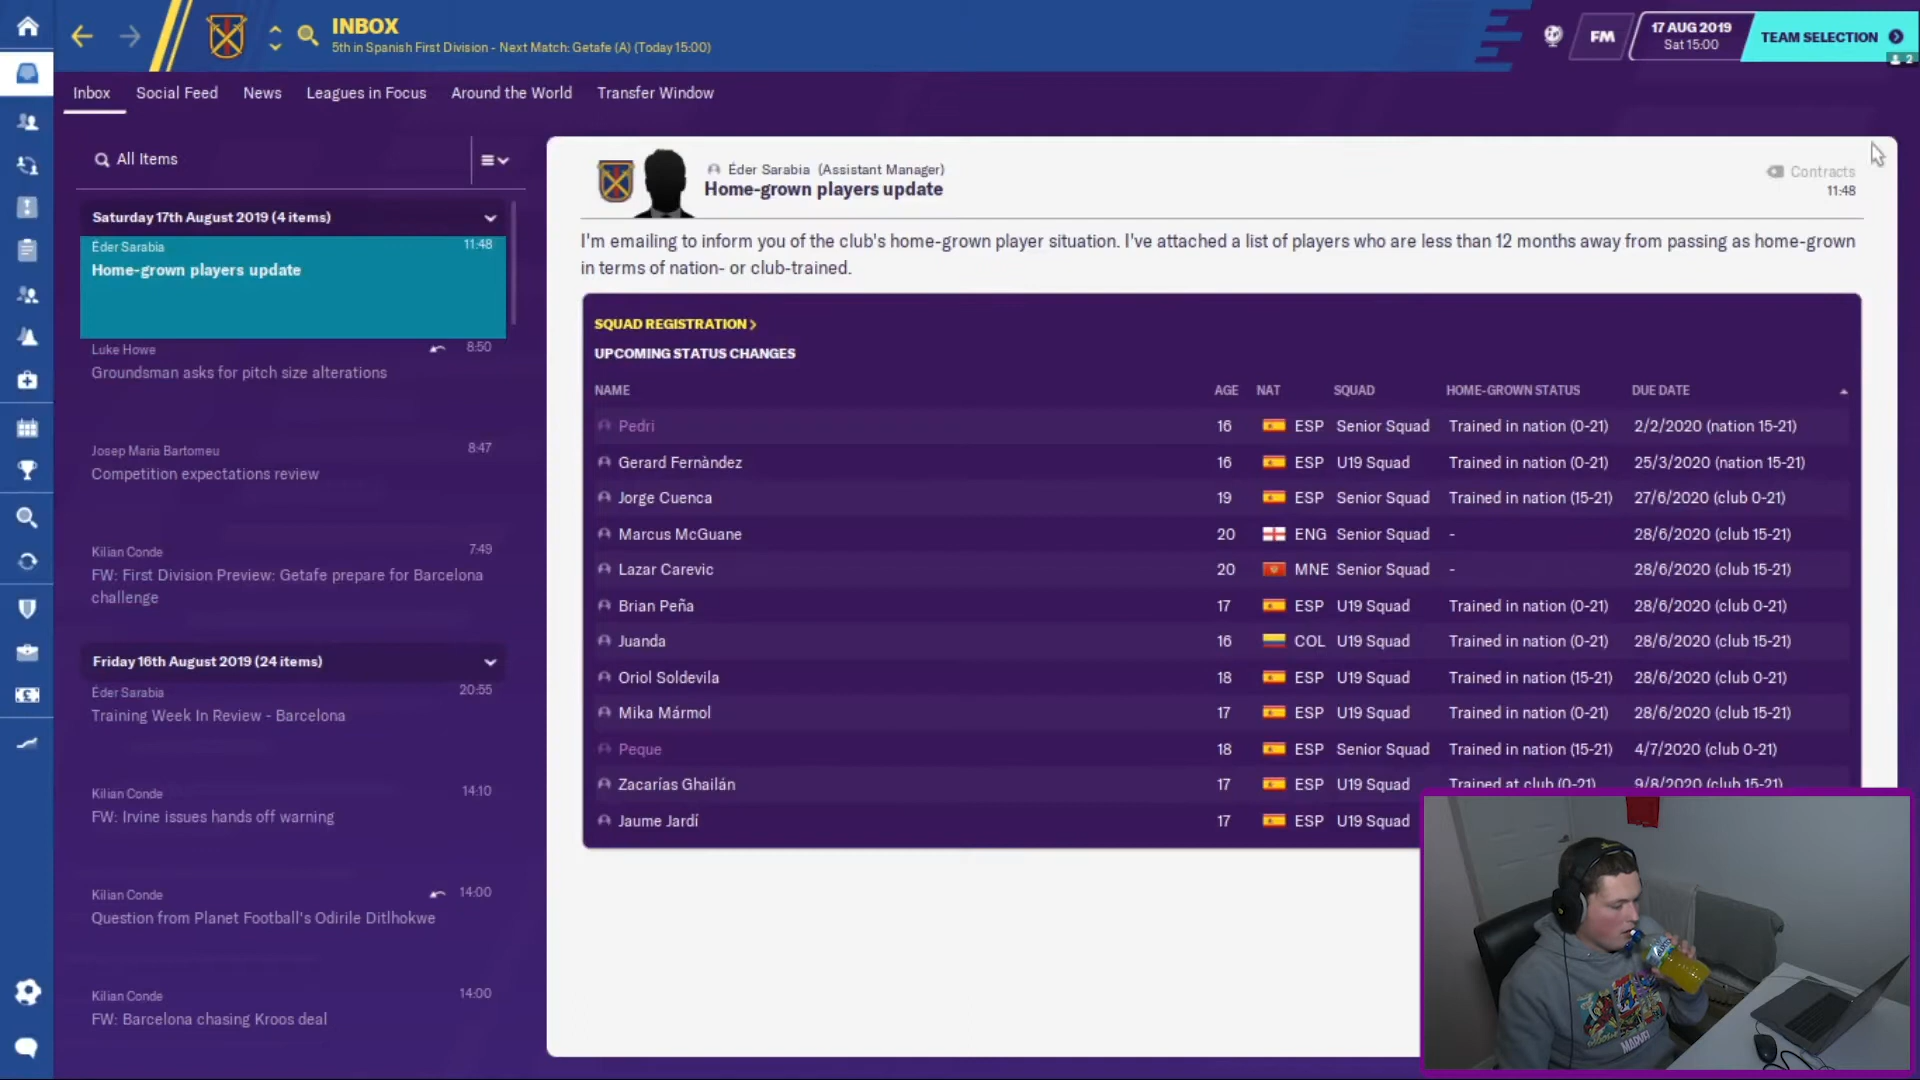 INBOX
5th in Spanish First Division - Next Match: Getafe (A) (Today 15:00)
FM
17 AUG 2019
Sat 15:00
TEAM SELECTION
2
Inbox
Social Feed
News
Leagues in Focus
Around the World
Transfer Window
All Items
Saturday 17th August 2019 (4 items)
Éder Sarabia 11:48
Home-grown players update
Luke Howe 8:50
Groundsman asks for pitch size alterations
Josep Maria Bartomeu 8:47
Competition expectations review
Kilian Conde 7:49
FW: First Division Preview: Getafe prepare for Barcelona
challenge
Friday 16th August 2019 (24 items)
Éder Sarabia 20:55
Training Week In Review - Barcelona
Kilian Conde 14:10
FW: Irvine issues hands off warning
Kilian Conde 14:00
Question from Planet Football's Odirile Ditlhokwe
Kilian Conde 14:00
FW: Barcelona chasing Kroos deal
Éder Sarabia (Assistant Manager)
Home-grown players update
Contracts
11:48
I'm emailing to inform you of the club's home-grown player situation. I've attached a list of players who are less than 12 months away from passing as home-grown
in terms of nation- or club-trained.
SQUAD REGISTRATION >
UPCOMING STATUS CHANGES
NAME AGE NAT SQUAD HOME-GROWN STATUS DUE DATE
Pedri 16 ESP Senior Squad Trained in nation (0-21) 2/2/2020 (nation 15-21)
Gerard Fernàndez 16 ESP U19 Squad Trained in nation (0-21) 25/3/2020 (nation 15-21)
Jorge Cuenca 19 ESP Senior Squad Trained in nation (15-21) 27/6/2020 (club 0-21)
Marcus McGuane 20 ENG Senior Squad - 28/6/2020 (club 15-21)
Lazar Carevic 20 MNE Senior Squad - 28/6/2020 (club 15-21)
Brian Peña 17 ESP U19 Squad Trained in nation (0-21) 28/6/2020 (club 0-21)
Juanda 16 COL U19 Squad Trained in nation (0-21) 28/6/2020 (club 15-21)
Oriol Soldevila 18 ESP U19 Squad Trained in nation (15-21) 28/6/2020 (club 0-21)
Mika Mármol 17 ESP U19 Squad Trained in nation (0-21) 28/6/2020 (club 15-21)
Peque 18 ESP Senior Squad Trained in nation (15-21) 4/7/2020 (club 0-21)
Zacarías Ghailán 17 ESP U19 Squad Trained at club (0-21) 9/8/2020 (club 15-21)
Jaume Jardí 17 ESP U19 Squad
MARVEL